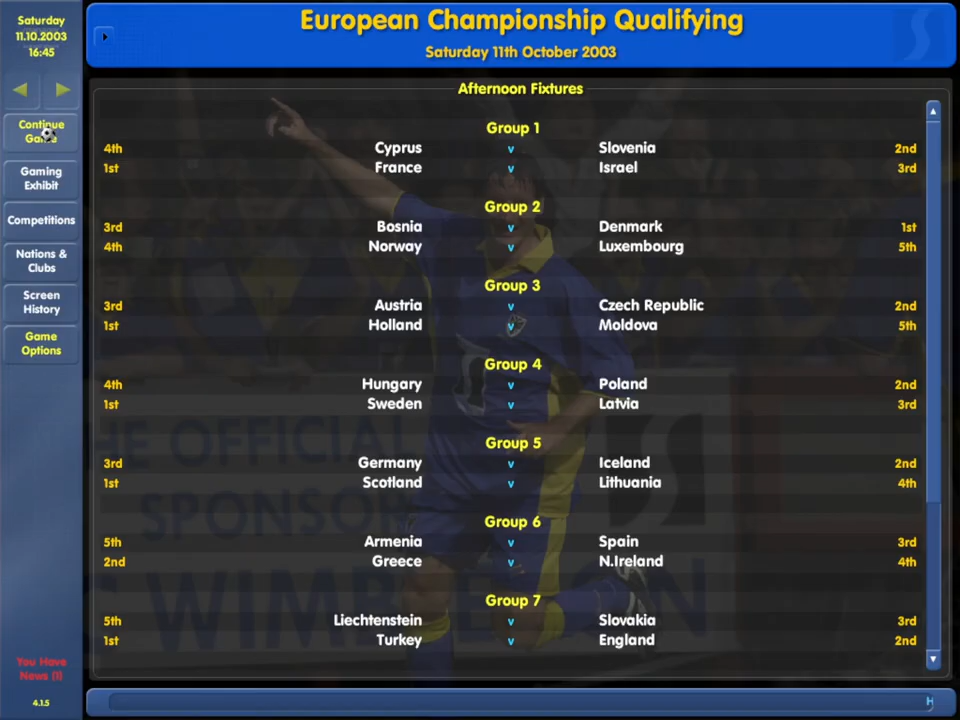 Saturday
11.10.2003
16:45
European Championship Qualifying
Saturday 11th October 2003
Continue
Game
Gaming
Exhibit
Competitions
Nations &
Clubs
Screen
History
Game
Options
You Have
News (1)
4.1.5
Afternoon Fixtures
Group 1
4th Cyprus v Slovenia 2nd
1st France v Israel 3rd
Group 2
3rd Bosnia v Denmark 1st
4th Norway v Luxembourg 5th
Group 3
3rd Austria v Czech Republic 2nd
1st Holland v Moldova 5th
Group 4
4th Hungary v Poland 2nd
1st Sweden v Latvia 3rd
Group 5
3rd Germany v Iceland 2nd
1st Scotland v Lithuania 4th
Group 6
5th Armenia v Spain 3rd
2nd Greece v N.Ireland 4th
Group 7
5th Liechtenstein v Slovakia 3rd
1st Turkey v England 2nd
HE OFFICIAL
SPONSOR
WIMB